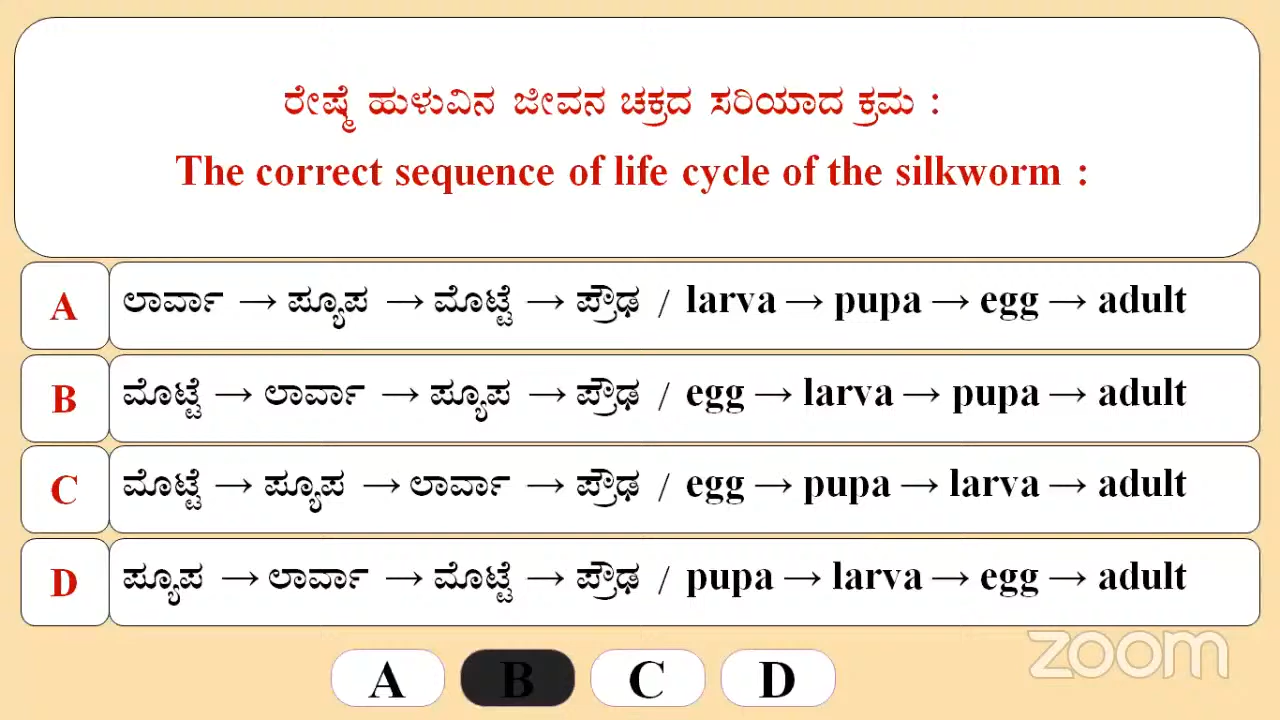 ರೇಷ್ಮೆ ಹುಳುವಿನ ಜೀವನ ಚಕ್ರದ ಸರಿಯಾದ ಕ್ರಮ :
The correct sequence of life cycle of the silkworm :
A ಲಾರ್ವಾ → ಪ್ಯೂಪ → ಮೊಟ್ಟೆ → ಪ್ರೌಢ / larva → pupa → egg → adult
B ಮೊಟ್ಟೆ → ಲಾರ್ವಾ → ಪ್ಯೂಪ → ಪ್ರೌಢ / egg → larva → pupa → adult
C ಮೊಟ್ಟೆ → ಪ್ಯೂಪ → ಲಾರ್ವಾ → ಪ್ರೌಢ / egg → pupa → larva → adult
D ಪ್ಯೂಪ → ಲಾರ್ವಾ → ಮೊಟ್ಟೆ → ಪ್ರೌಢ / pupa → larva → egg → adult
zoom
A B C D